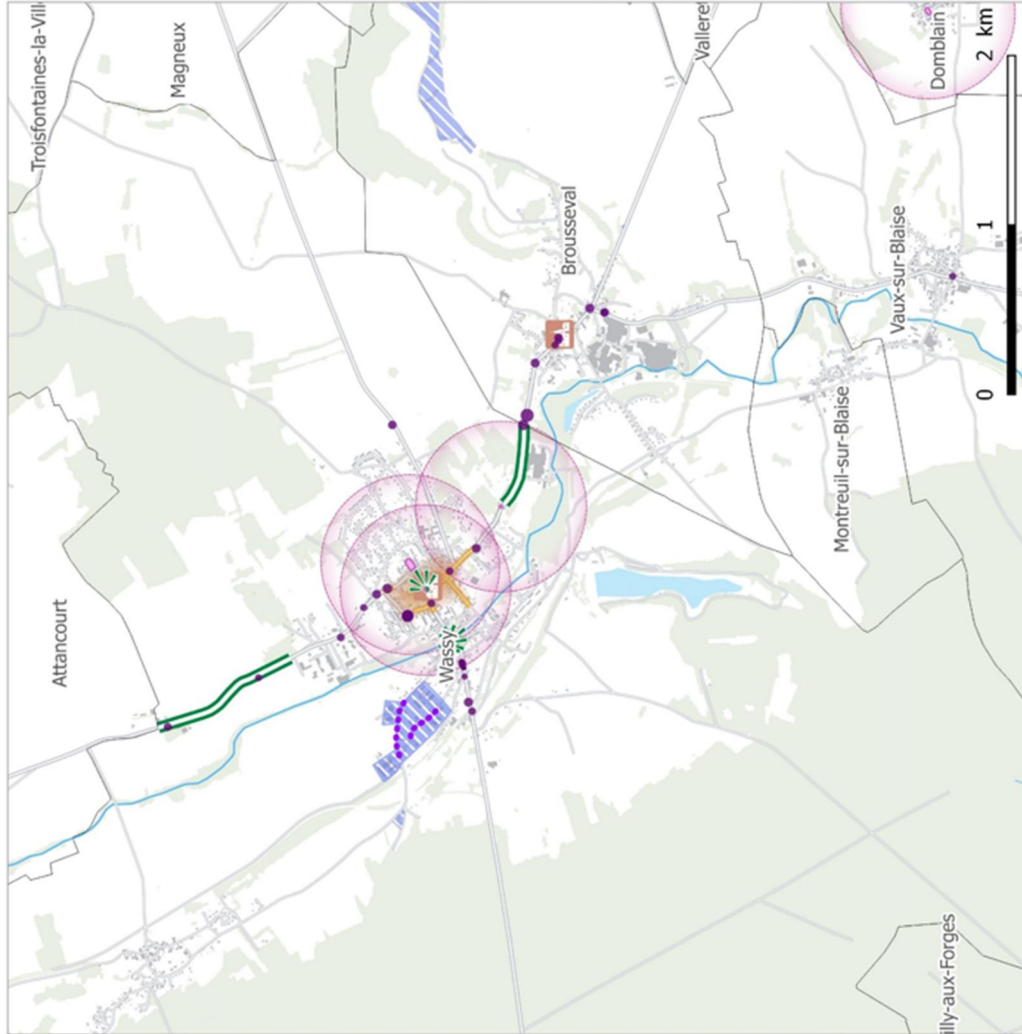 Troisfontaines-la-Vill
Magneux
Attancourt
Valleret
Domblain
Brousseval
Wassy
Vaux-sur-Blaise
Montreuil-sur-Blaise
illy-aux-Forges
0 1 2 km